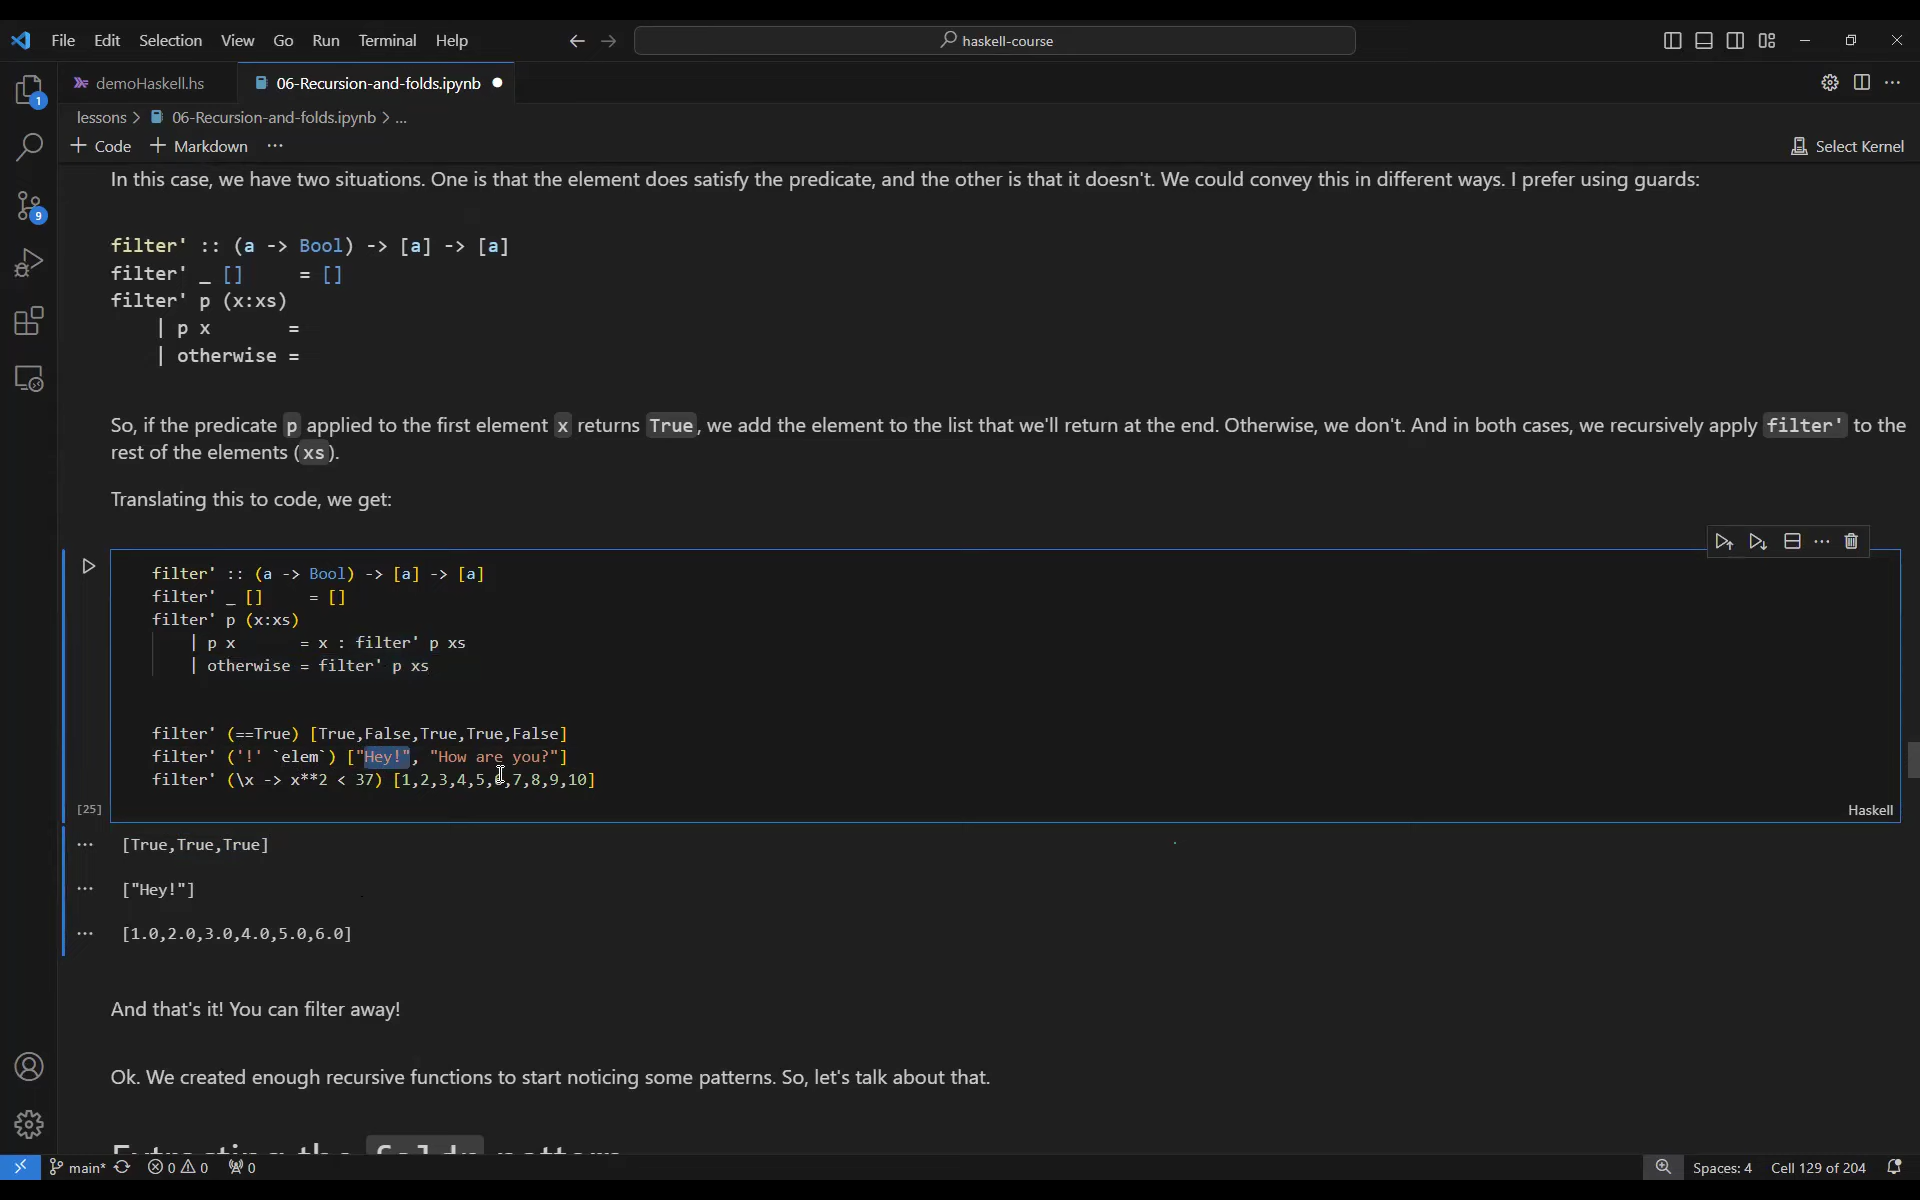 File Edit Selection View Go Run Terminal Help
haskell-course
demoHaskell.hs
06-Recursion-and-folds.ipynb
lessons > 06-Recursion-and-folds.ipynb > ...
+ Code + Markdown ...
Select Kernel
In this case, we have two situations. One is that the element does satisfy the predicate, and the other is that it doesn't. We could convey this in different ways. I prefer using guards:
filter' :: (a -> Bool) -> [a] -> [a]
filter' _ []     = []
filter' p (x:xs)
    | p x       =
    | otherwise =
So, if the predicate p applied to the first element x returns True, we add the element to the list that we'll return at the end. Otherwise, we don't. And in both cases, we recursively apply filter' to the
rest of the elements (xs).
Translating this to code, we get:
filter' :: (a -> Bool) -> [a] -> [a]
filter' _ []     = []
filter' p (x:xs)
    | p x       = x : filter' p xs
    | otherwise = filter' p xs
filter' (==True) [True,False,True,True,False]
filter' ('!' `elem`) ["Hey!", "How are you?"]
filter' (\x -> x**2 < 37) [1,2,3,4,5,6,7,8,9,10]
[25]
Haskell
[True,True,True]
["Hey!"]
[1.0,2.0,3.0,4.0,5.0,6.0]
And that's it! You can filter away!
Ok. We created enough recursive functions to start noticing some patterns. So, let's talk about that.
Extracting the foldr pattern
1
9
main* 0 0 0
Spaces: 4 Cell 129 of 204